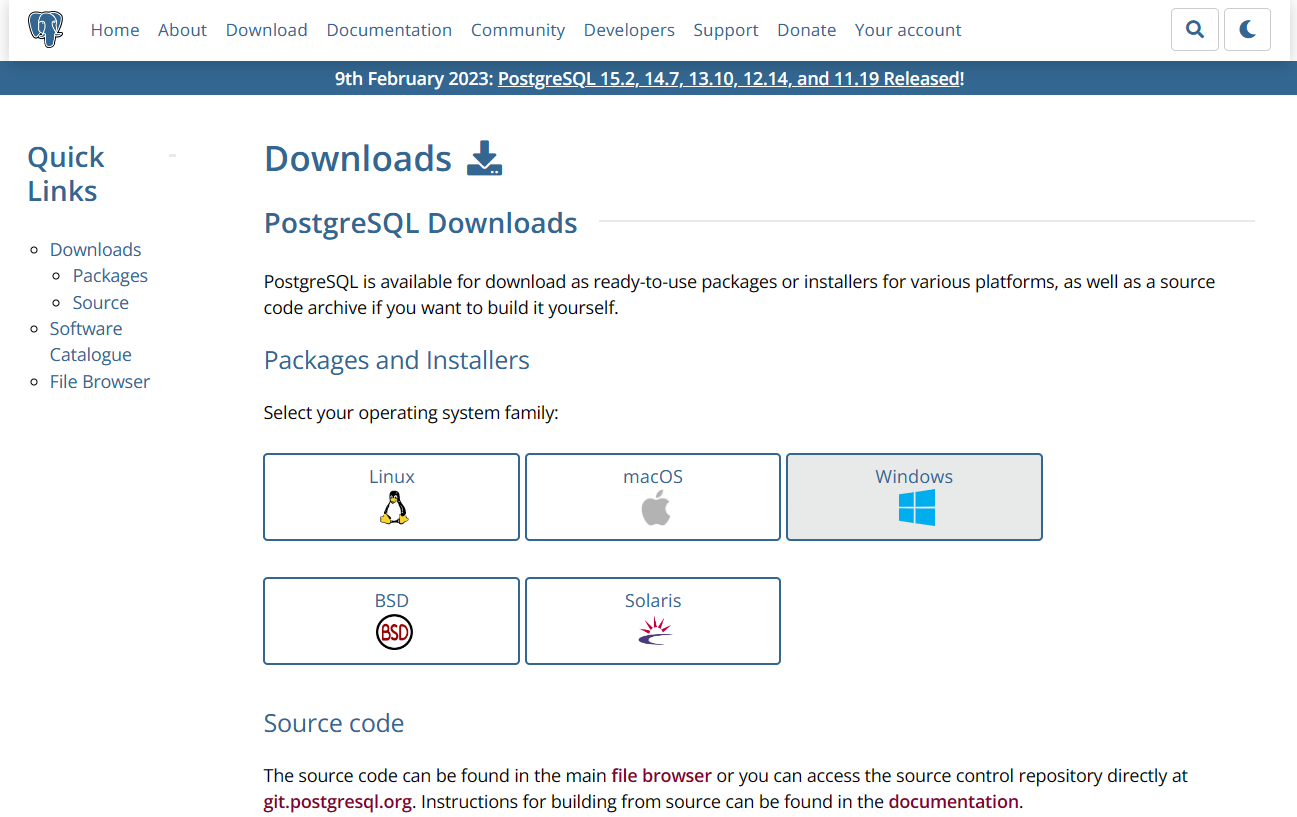 Home About Download Documentation Community Developers Support Donate Your account
9th February 2023: PostgreSQL 15.2, 14.7, 13.10, 12.14, and 11.19 Released!
Quick
Links
Downloads
Packages
Source
Software
Catalogue
File Browser
Downloads
PostgreSQL Downloads
PostgreSQL is available for download as ready-to-use packages or installers for various platforms, as well as a source
code archive if you want to build it yourself.
Packages and Installers
Select your operating system family:
Linux
macOS
Windows
BSD
BSD
Solaris
Source code
The source code can be found in the main file browser or you can access the source control repository directly at
git.postgresql.org. Instructions for building from source can be found in the documentation.